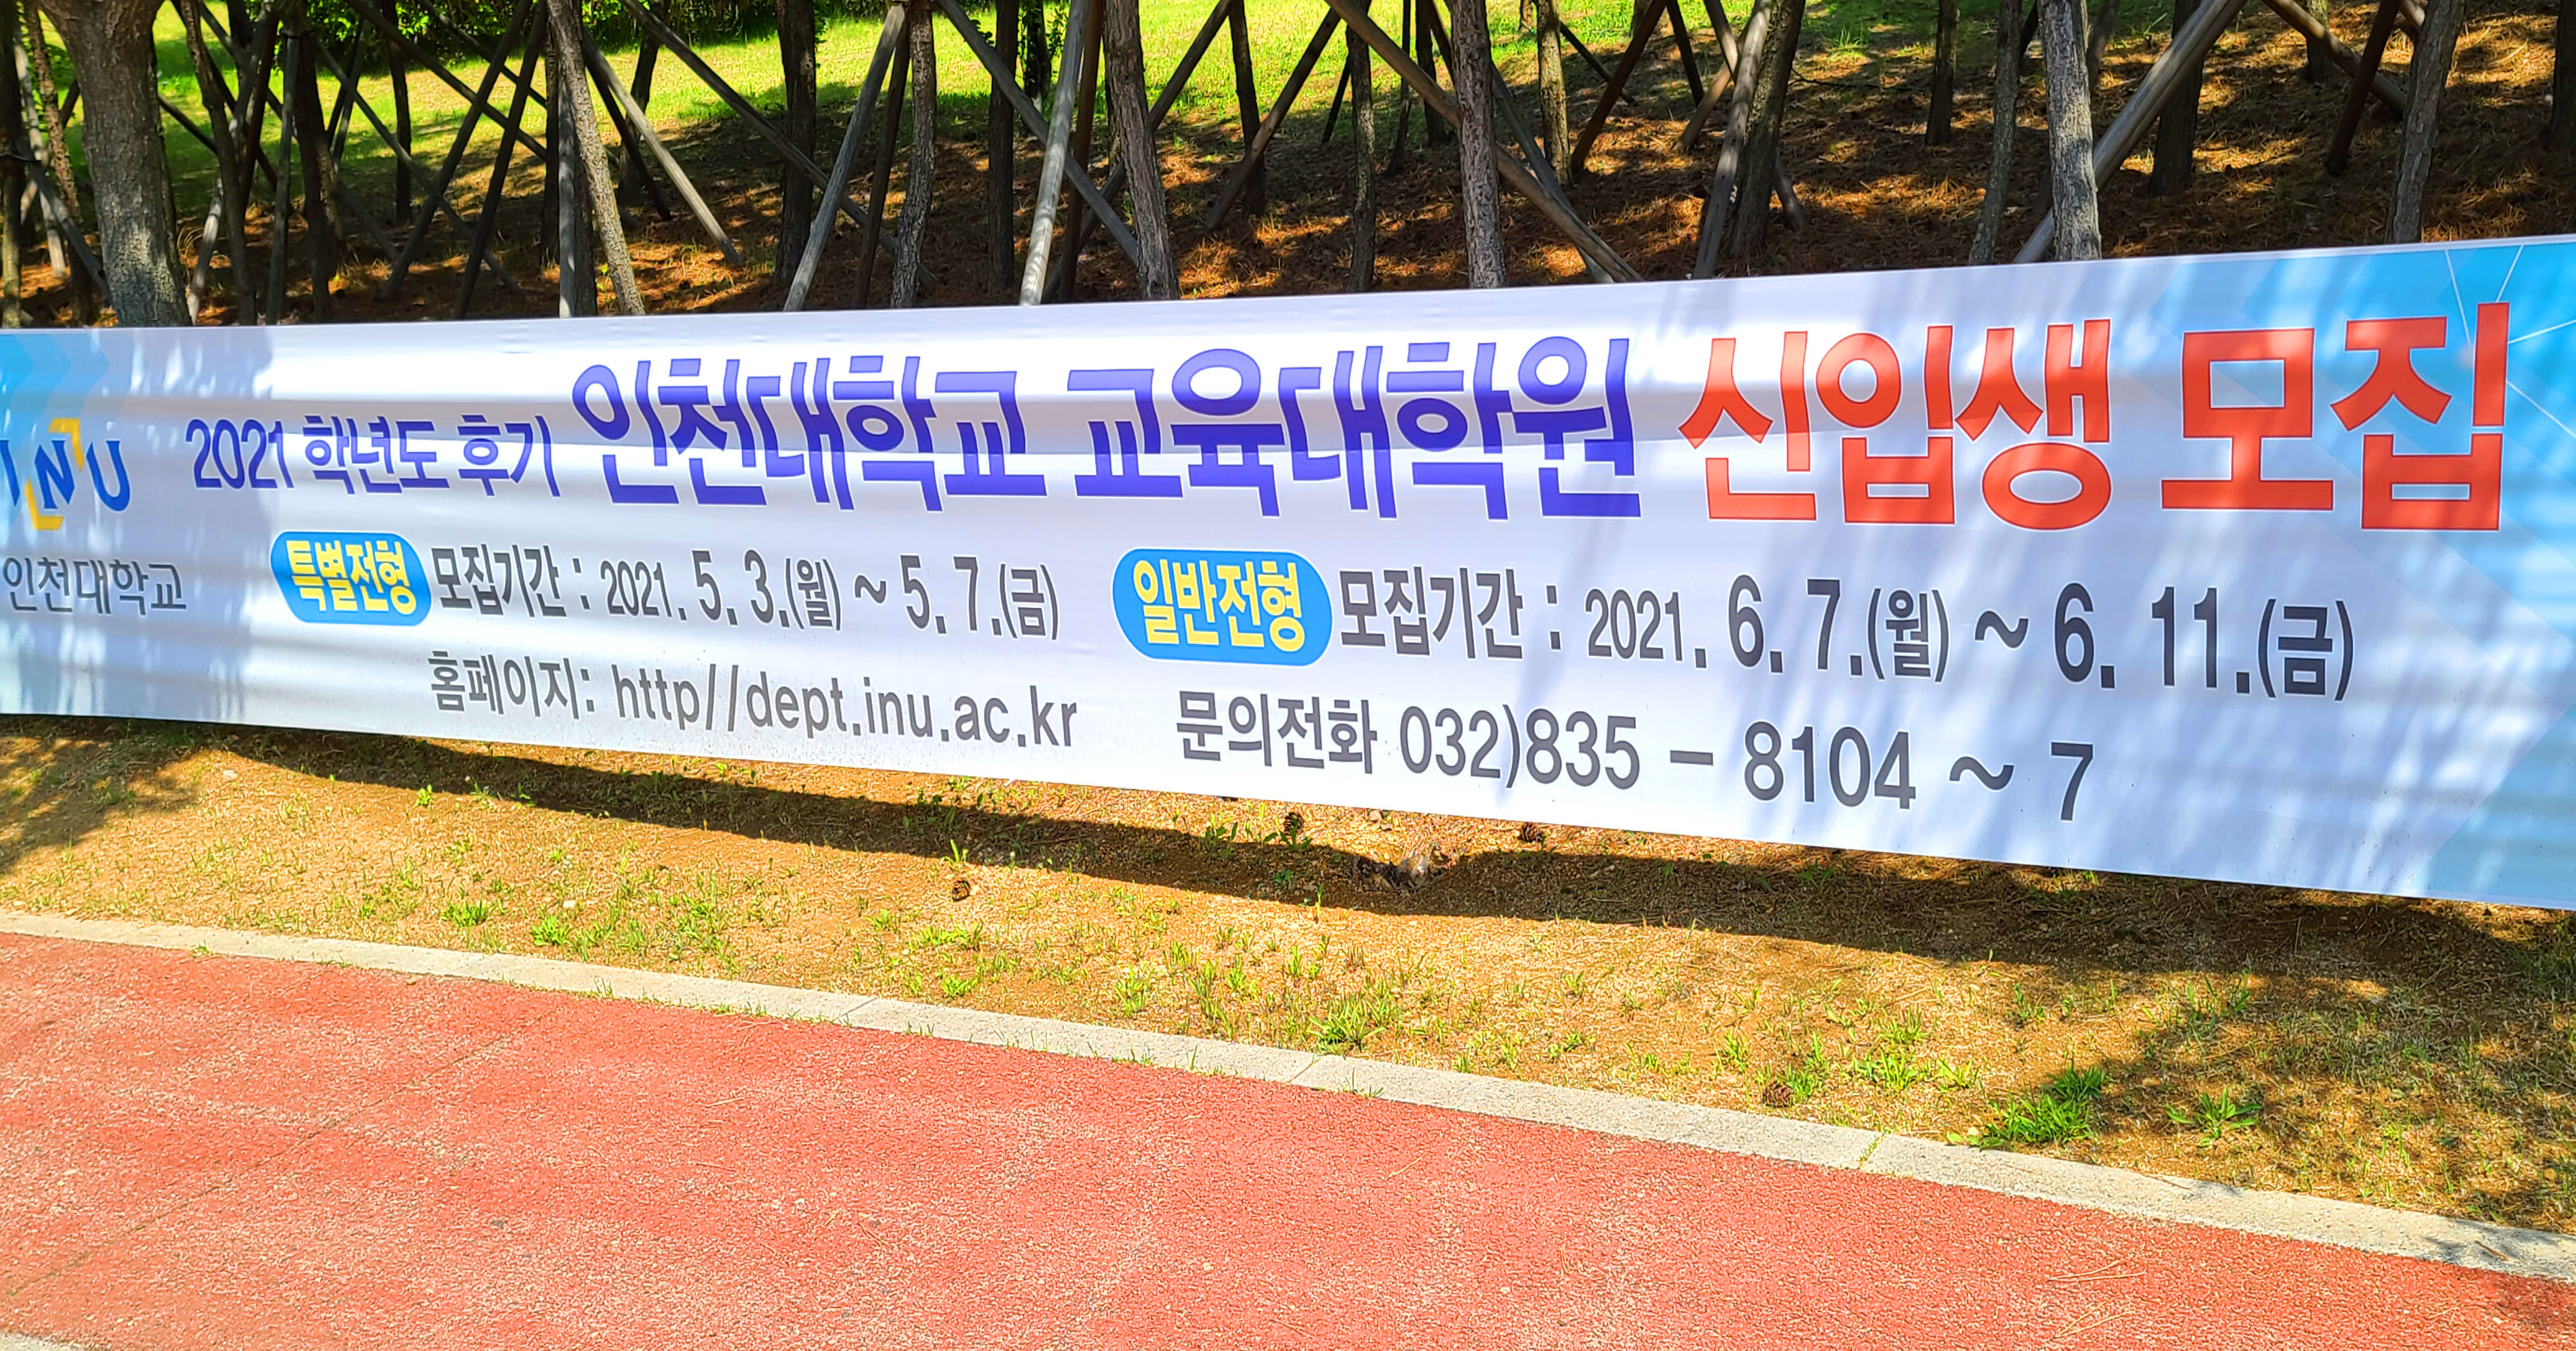 INU
인천대학교
2021 학년도 후기 인천대학교 교육대학원 신입생 모집
특별전형 모집기간 : 2021. 5. 3.(월) ~ 5. 7.(금) 일반전형 모집기간 : 2021. 6. 7.(월) ~ 6. 11.(금)
홈페이지: http//dept.inu.ac.kr 문의전화 032)835 - 8104 ~ 7